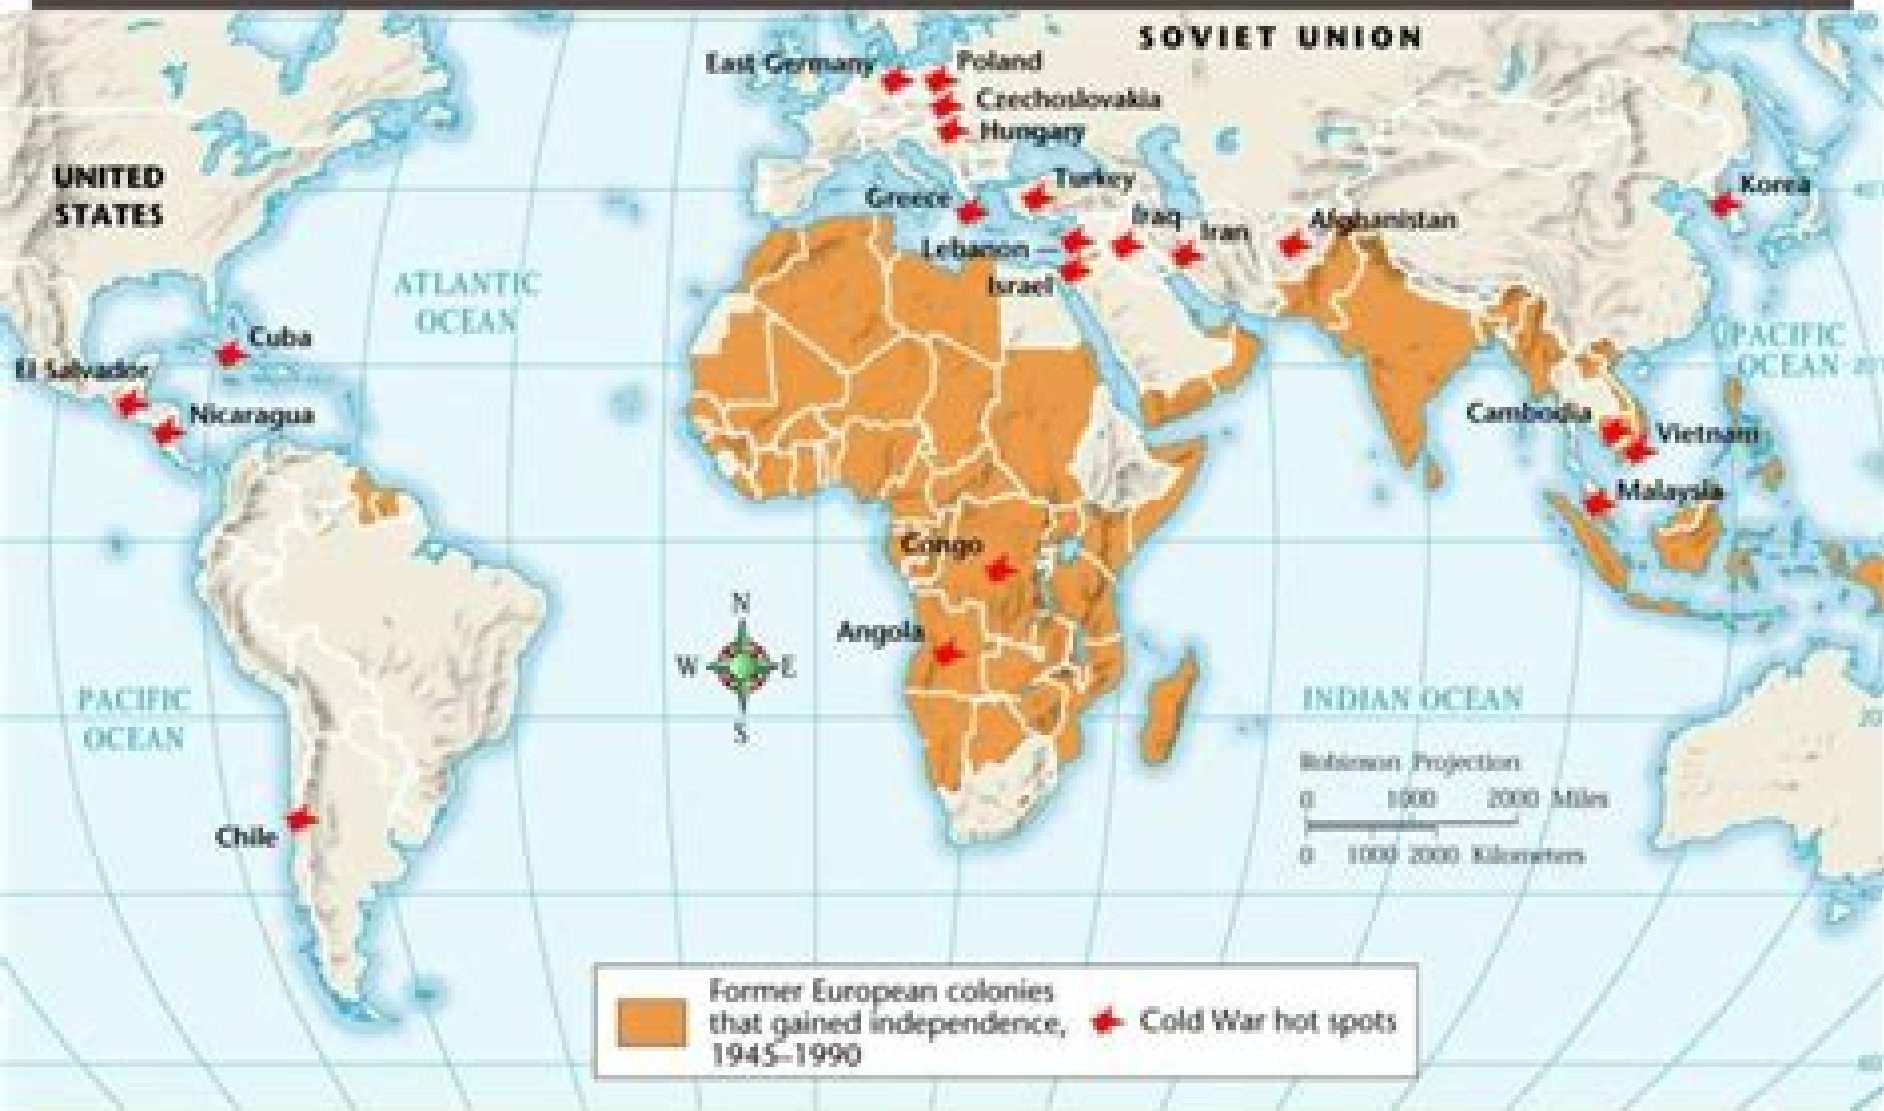 SOVIET UNION
East Germany
Poland
Czechoslovakia
Hungary
UNITED
STATES
Greece
Turkey
Korea
Iraq
Iran
Afghanistan
Lebanon
Israel
ATLANTIC
OCEAN
Cuba
PACIFIC
OCEAN
El Salvador
Nicaragua
Cambodia
Vietnam
Malaysia
Congo
N
W
E
S
Angola
PACIFIC
OCEAN
INDIAN OCEAN
Robinson Projection
0 1000 2000 Miles
0 1000 2000 Kilometers
Chile
Former European colonies
that gained independence,
1945–1990
Cold War hot spots